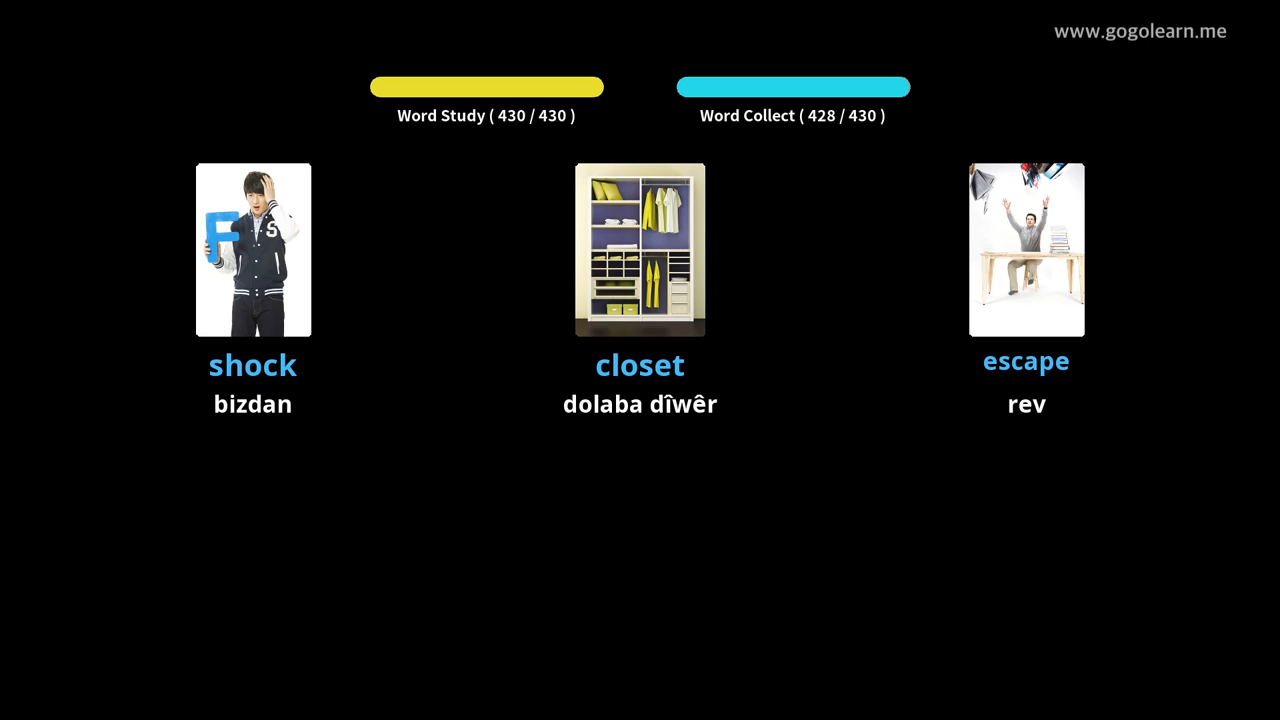 www.gogolearn.me
Word Study ( 430 / 430 )
Word Collect ( 428 / 430 )
F
S
shock
closet
escape
bizdan
dolaba dîwêr
rev